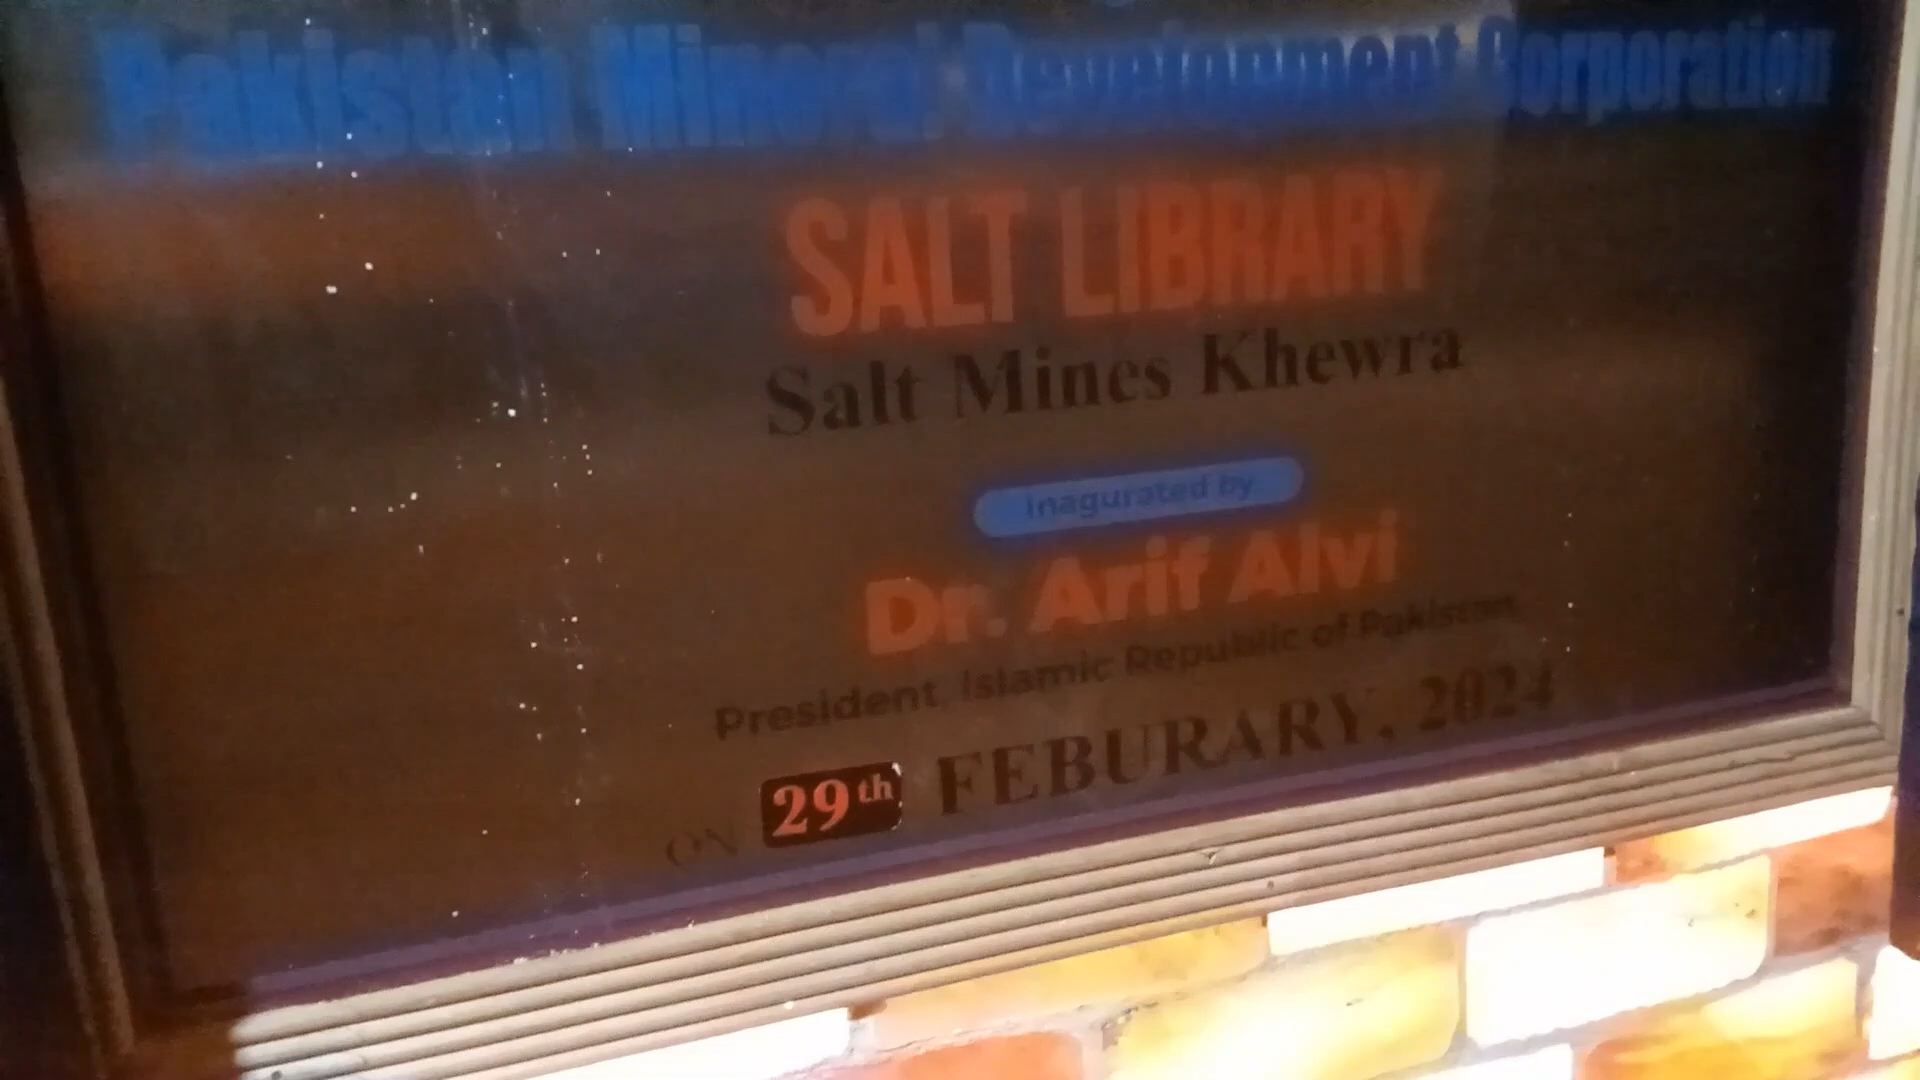 Pakistan Mineral Development Corporation
SALT LIBRARY
Salt Mines Khewra
Inagurated by
Dr. Arif Alvi
President, Islamic Republic of Pakistan
ON 29th FEBURARY, 2024